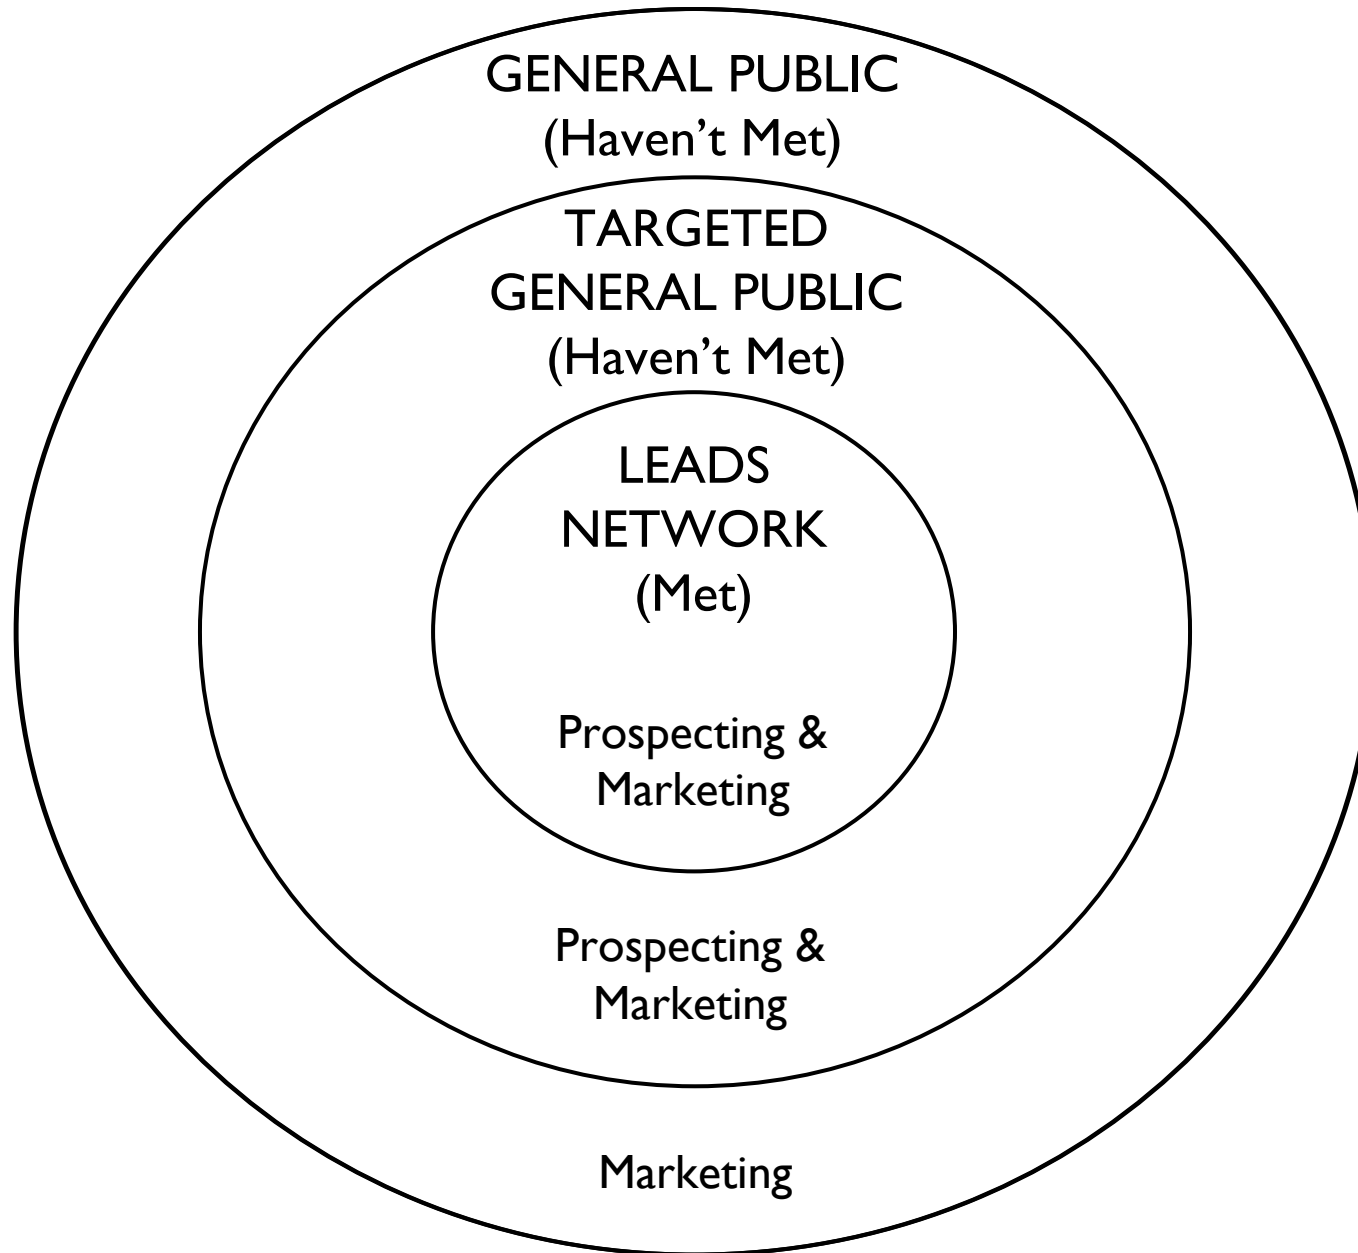 GENERAL PUBLIC
(Haven’t Met)
TARGETED
GENERAL PUBLIC
(Haven’t Met)
LEADS
NETWORK
(Met)
Prospecting &
Marketing
Prospecting &
Marketing
Marketing